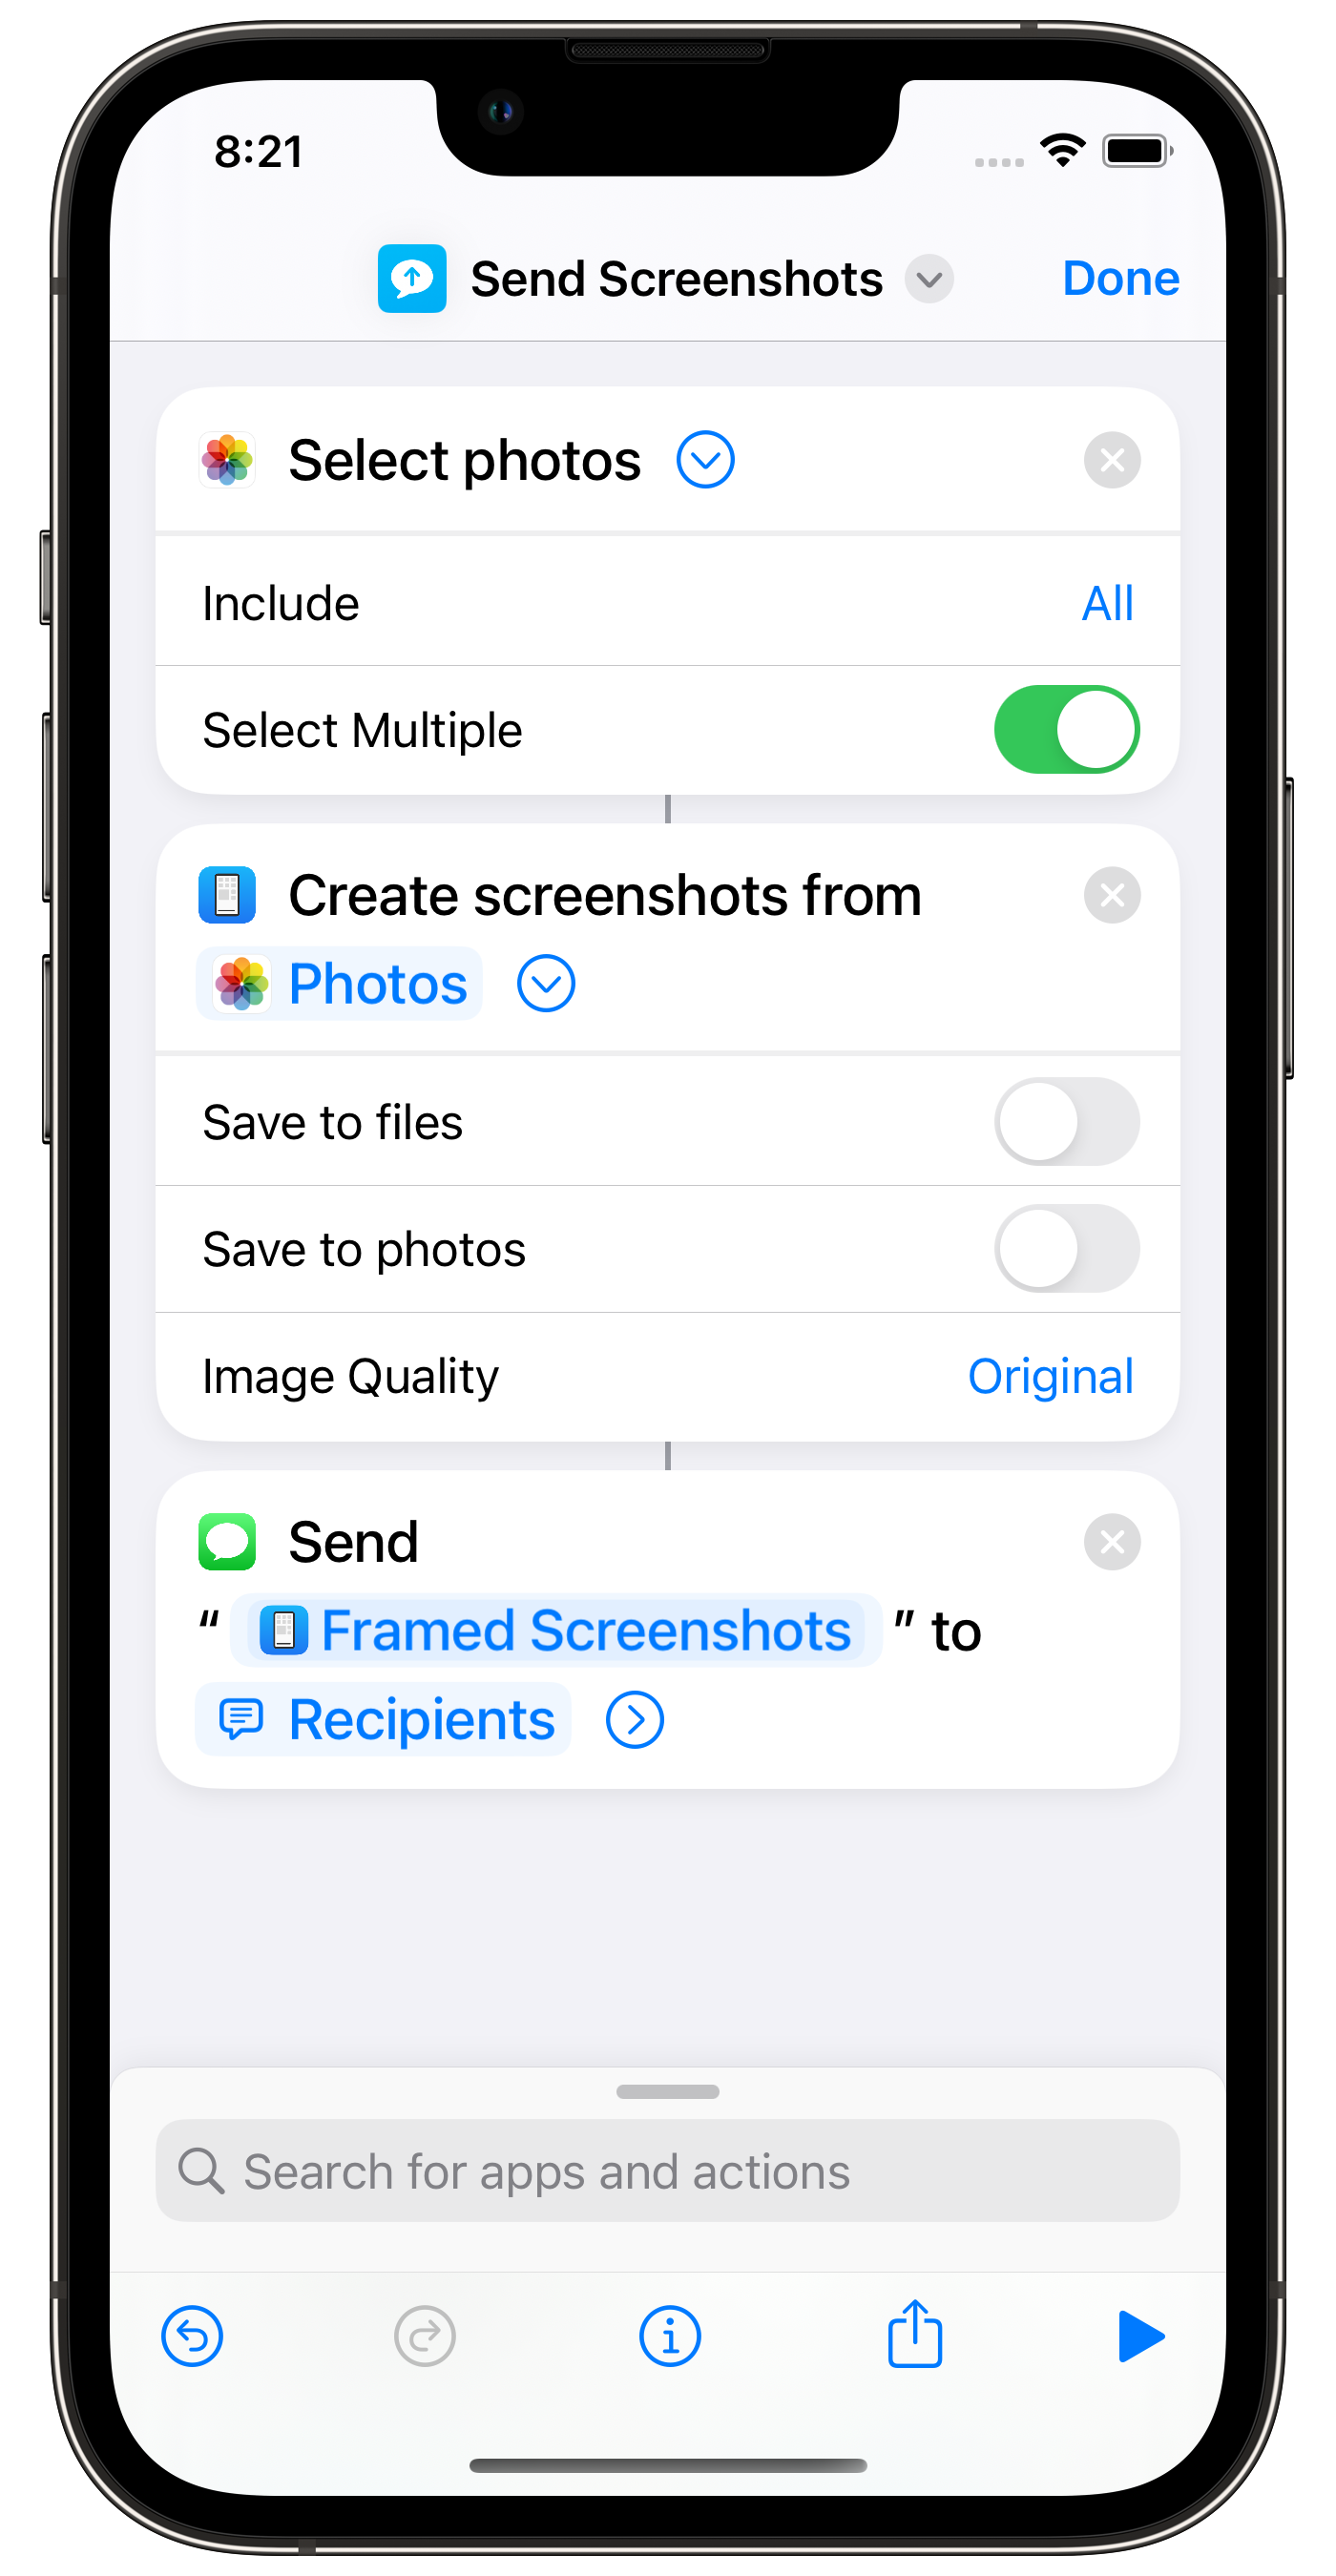 8:21
Send Screenshots Done
Select photos
Include All
Select Multiple
Create screenshots from
Photos
Save to files
Save to photos
Image Quality Original
Send
“ Framed Screenshots ” to
Recipients
Search for apps and actions